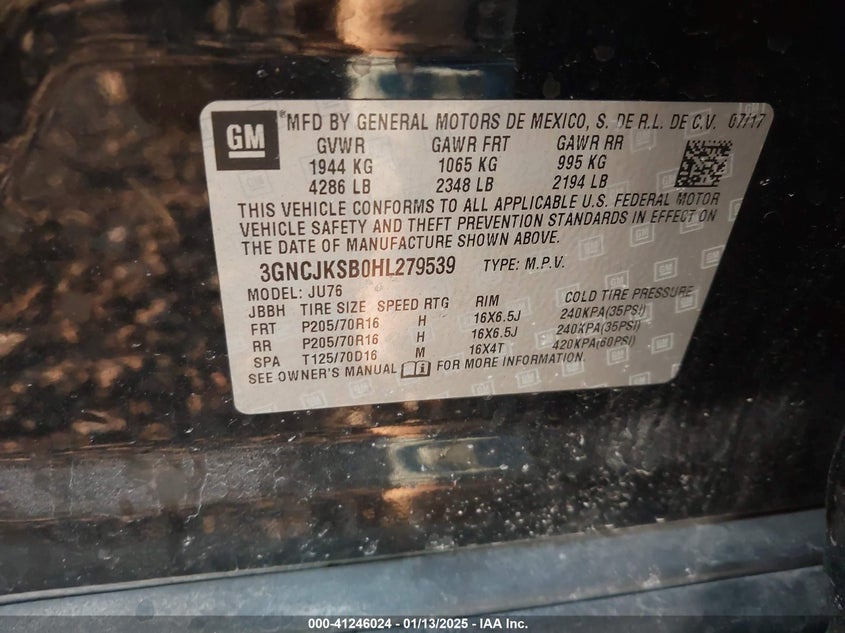 GM ® MFD BY GENERAL MOTORS DE MEXICO, S. DE R.L. DE C.V. 07/17
GVWR GAWR FRT GAWR RR
1944 KG 1065 KG 995 KG
4286 LB 2348 LB 2194 LB
THIS VEHICLE CONFORMS TO ALL APPLICABLE U.S. FEDERAL MOTOR
VEHICLE SAFETY AND THEFT PREVENTION STANDARDS IN EFFECT ON
THE DATE OF MANUFACTURE SHOWN ABOVE.
3GNCJKSB0HL279539 TYPE: M.P.V.
MODEL: JU76
JBBH TIRE SIZE SPEED RTG RIM COLD TIRE PRESSURE
FRT P205/70R16 H 16X6.5J 240KPA(35PSI)
RR P205/70R16 H 16X6.5J 240KPA(35PSI)
SPA T125/70D16 M 16X4T 420KPA(60PSI)
SEE OWNER'S MANUAL FOR MORE INFORMATION.
000-41246024 - 01/13/2025 - IAA Inc.